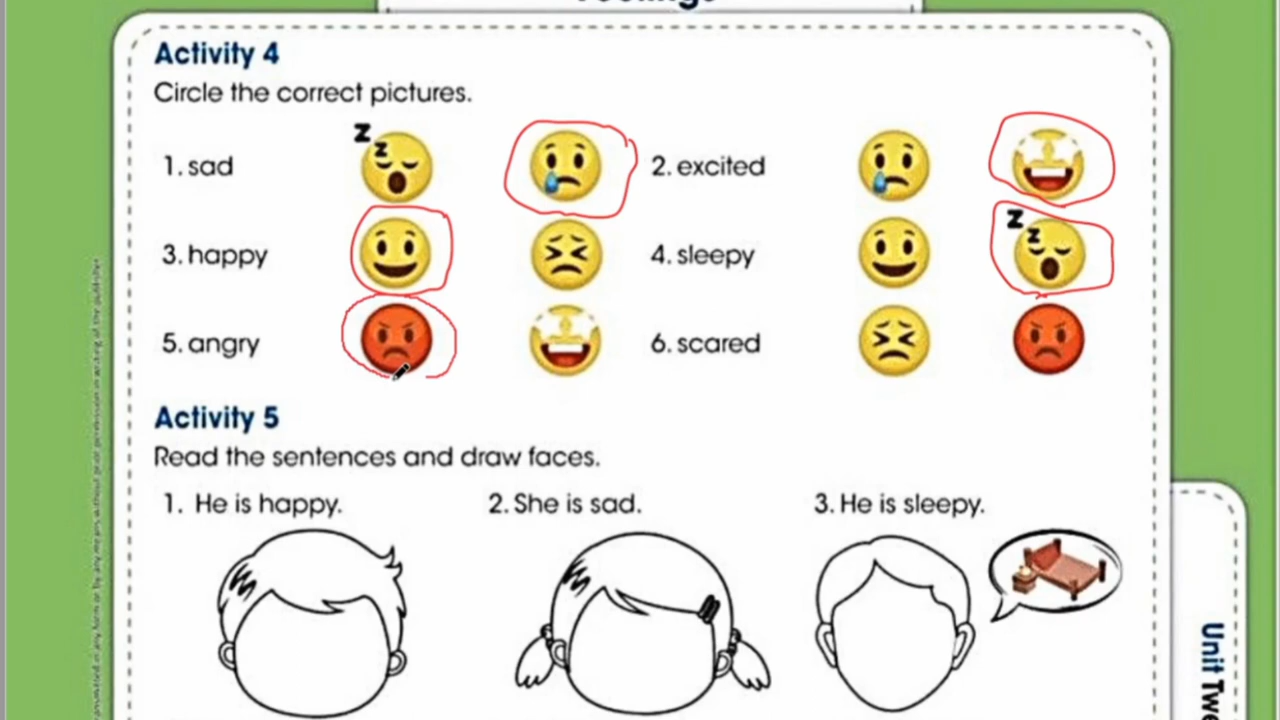 Feelings
Activity 4
Circle the correct pictures.
1. sad
2. excited
3. happy
4. sleepy
5. angry
6. scared
Activity 5
Read the sentences and draw faces.
1. He is happy.
2. She is sad.
3. He is sleepy.
Unit Two